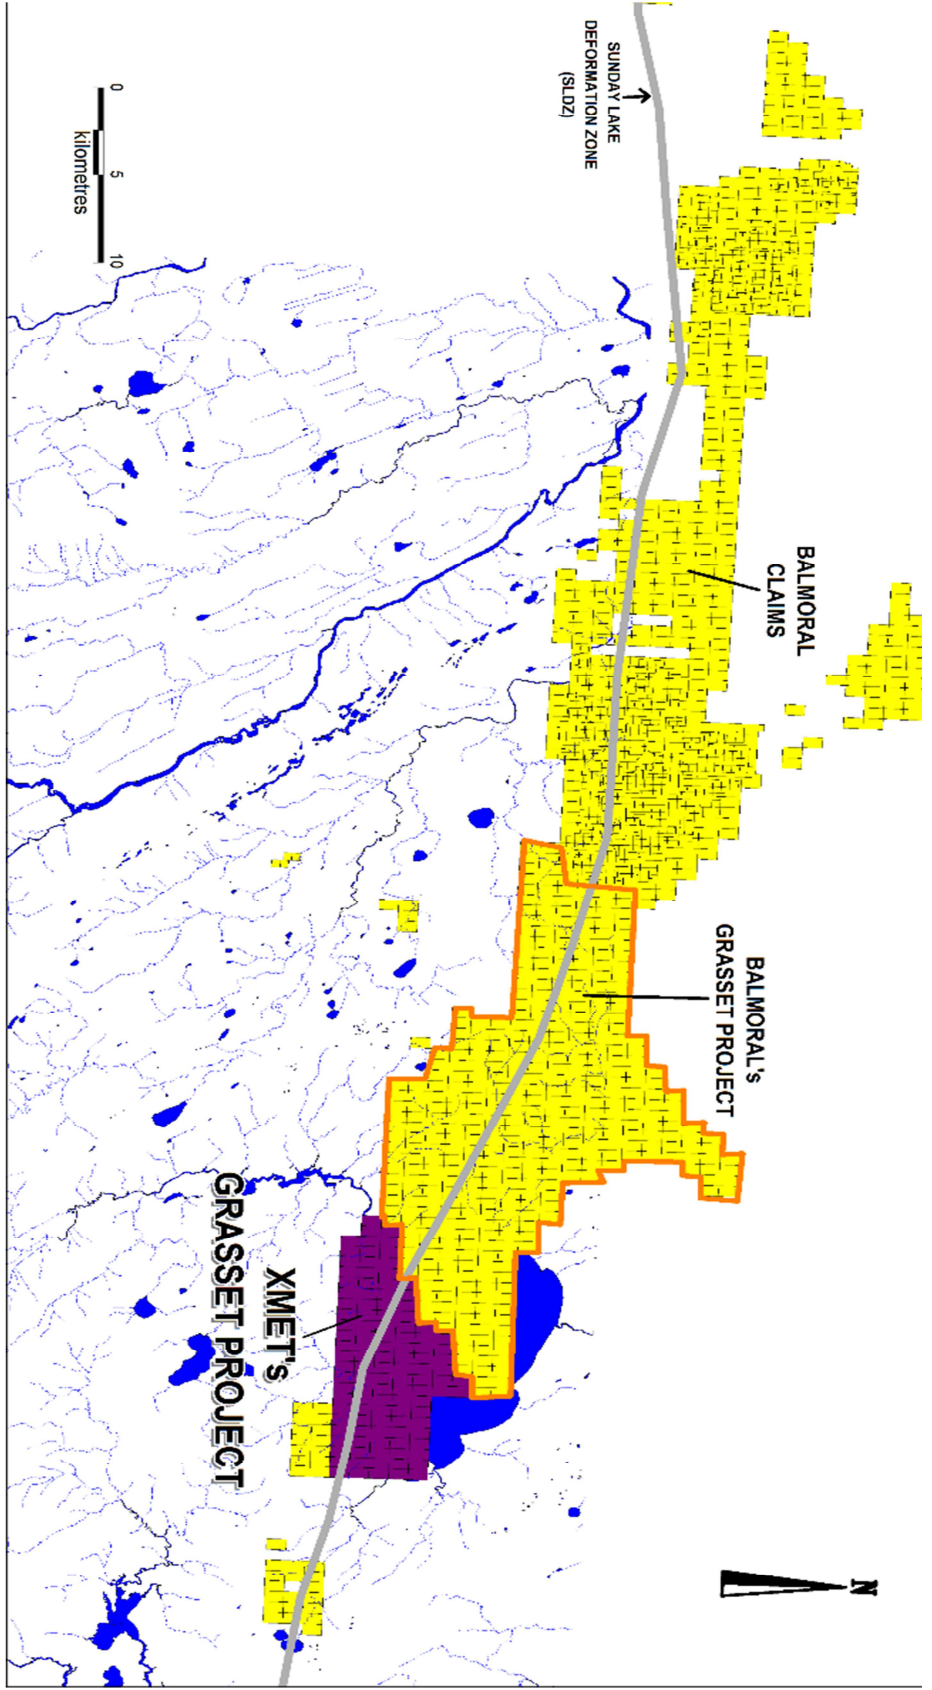 SUNDAY LAKE
DEFORMATION ZONE
(SLDZ)
BALMORAL
CLAIMS
BALMORAL's
GRASSET PROJECT
XMET's
GRASSET PROJECT
N
0 5 10
kilometres